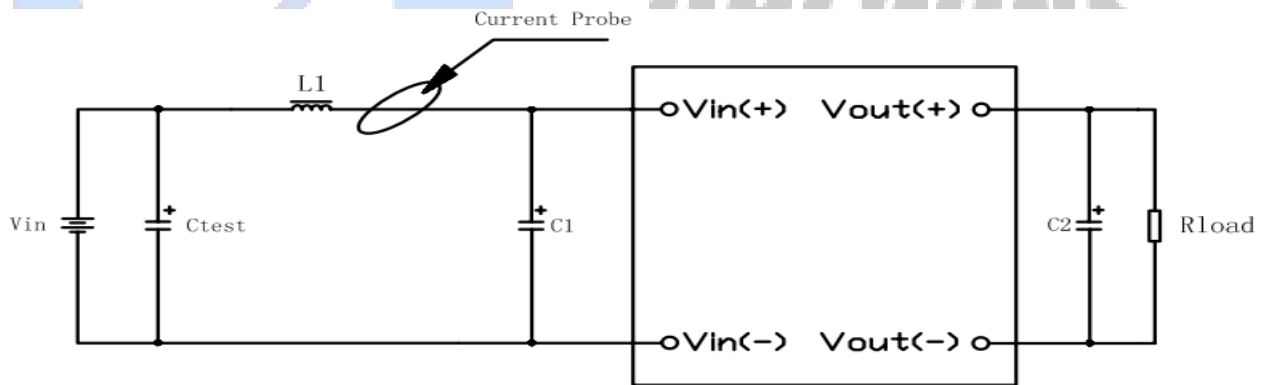 Current Probe
L1
Vin(+) Vout(+)
Vin
Ctest
C1
C2
Rload
Vin(-) Vout(-)